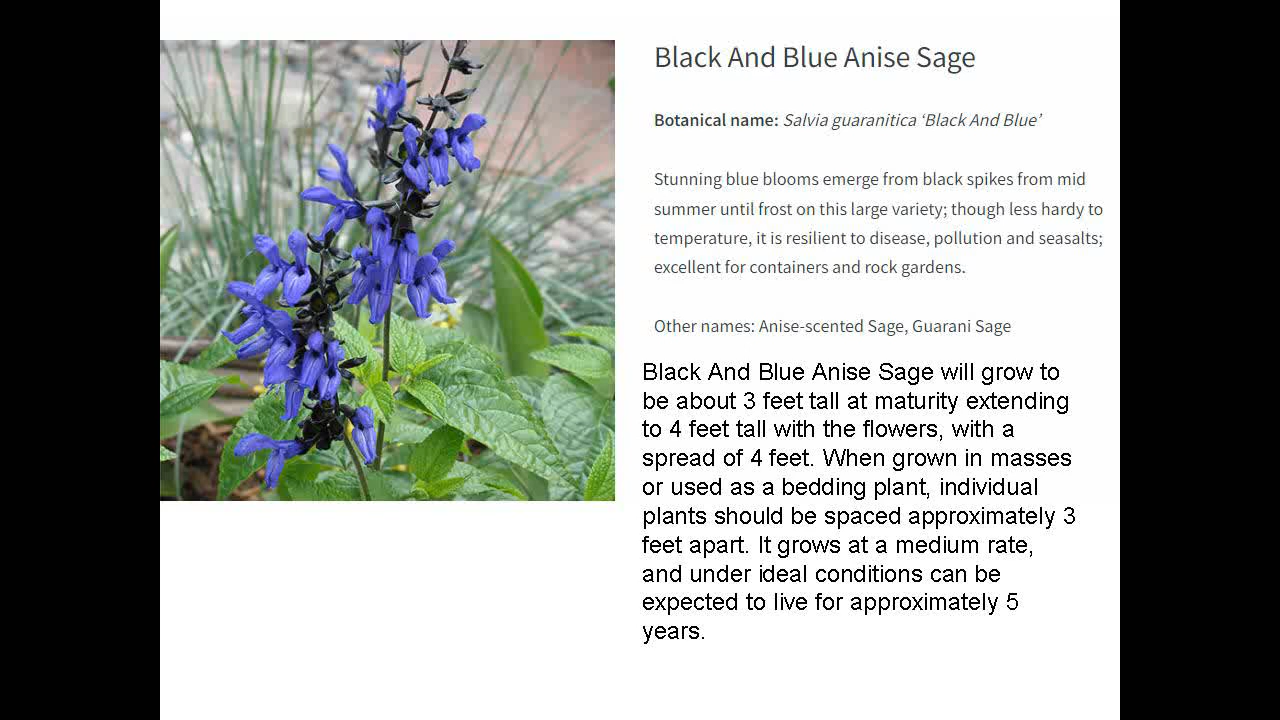 Black And Blue Anise Sage
Botanical name: Salvia guaranitica ‘Black And Blue’
Stunning blue blooms emerge from black spikes from mid
summer until frost on this large variety; though less hardy to
temperature, it is resilient to disease, pollution and seasalts;
excellent for containers and rock gardens.
Other names: Anise-scented Sage, Guarani Sage
Black And Blue Anise Sage will grow to
be about 3 feet tall at maturity extending
to 4 feet tall with the flowers, with a
spread of 4 feet. When grown in masses
or used as a bedding plant, individual
plants should be spaced approximately 3
feet apart. It grows at a medium rate,
and under ideal conditions can be
expected to live for approximately 5
years.